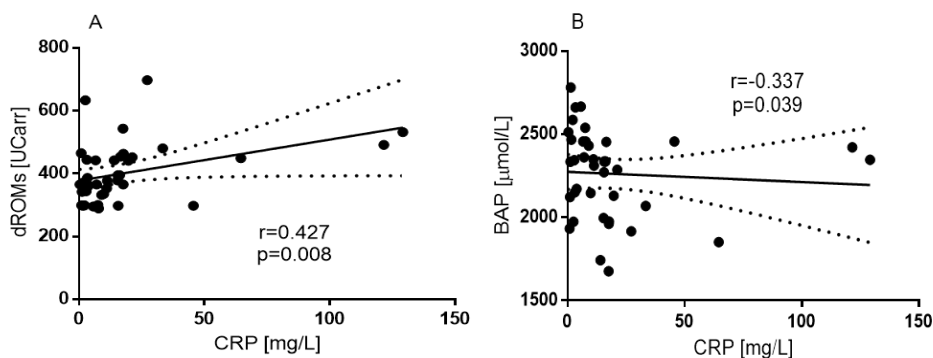 A
800
600
400
200
0
dROMs [UCarr]
r=0.427
p=0.008
0
50
100
150
CRP [mg/L]
B
3000
2500
2000
1500
BAP [µmol/L]
r=-0.337
p=0.039
0
50
100
150
CRP [mg/L]